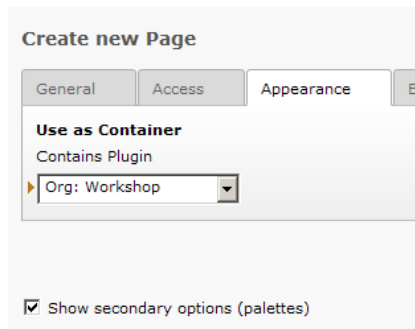 Create new Page
General Access Appearance
Use as Container
Contains Plugin
Org: Workshop
Show secondary options (palettes)